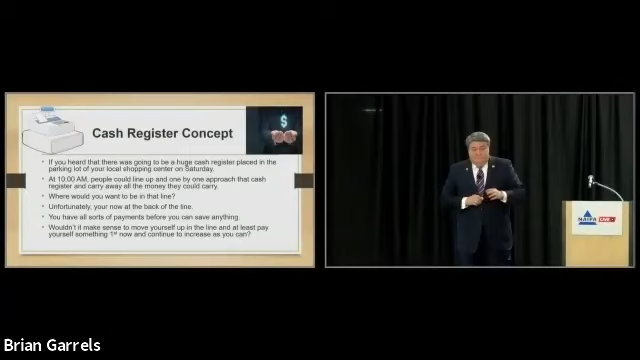 Cash Register Concept
$
• If you heard that there was going to be a huge cash register placed in the
parking lot of your local shopping center on Saturday.
• At 10:00 AM, people could line up and one by one approach that cash
register and carry away all the money they could carry.
• Where would you want to be in that line?
• Unfortunately, your now at the back of the line.
• You have all sorts of payments before you can save anything.
• Wouldn't it make sense to move yourself up in the line and at least pay
yourself something 1st now and continue to increase as you can?
NAIFA LIVE
Brian Garrels